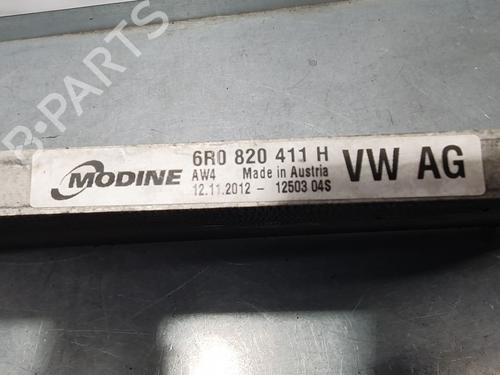 MODINE
6R0 820 411 H
AW4 Made in Austria
12.11.2012 - 12503 04S
VW AG
B-PARTS